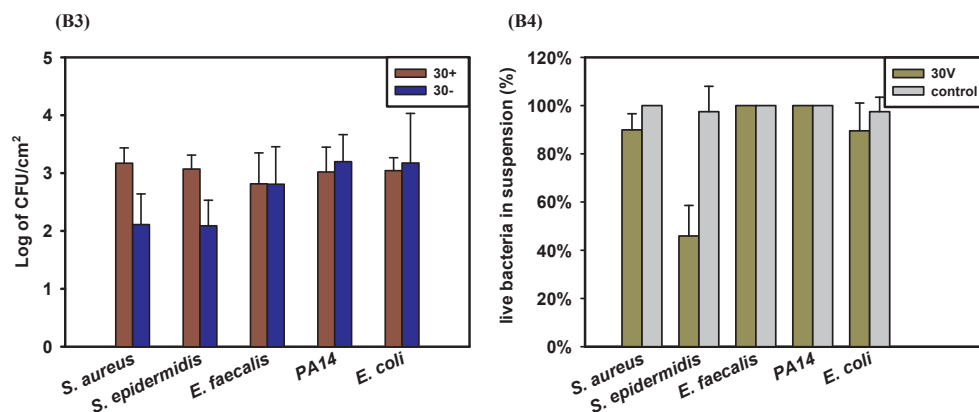 (B3)
Log of CFU/cm²
5
4
3
2
1
0
30+
30-
S. aureus
S. epidermidis
E. faecalis
PA14
E. coli
(B4)
live bacteria in suspension (%)
120%
100%
80%
60%
40%
20%
0%
30V
control
S. aureus
S. epidermidis
E. faecalis
PA14
E. coli